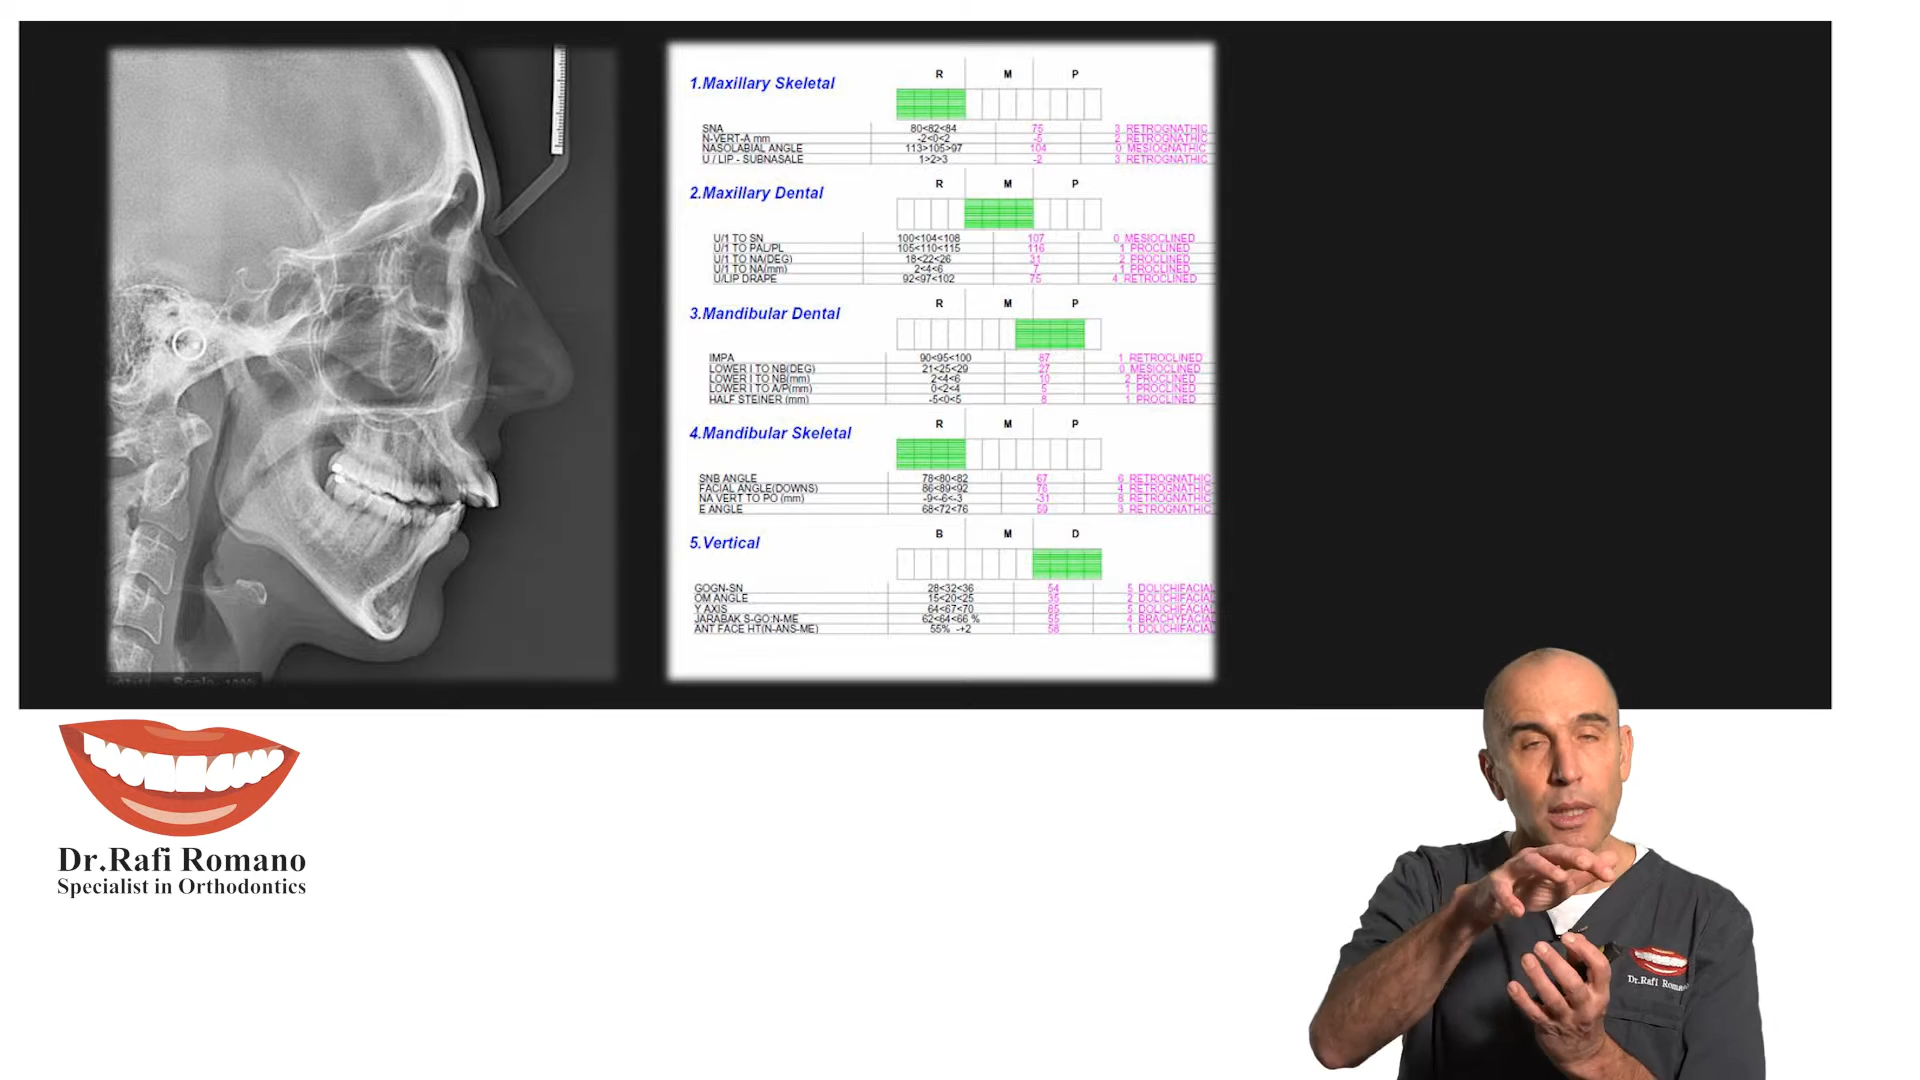 1.Maxillary Skeletal
R M P
SNA 80<82<84 75 3 RETROGNATHIC
N-VERT-A mm -2<0<2 -5 2 RETROGNATHIC
NASOLABIAL ANGLE 113>105>97 104 0 MESIOGNATHIC
U / LIP - SUBNASALE 1>2>3 -2 3 RETROGNATHIC
2.Maxillary Dental
R M P
U/1 TO SN 100<104<108 107 0 MESIOCLINED
U/1 TO PAL/PL 105<110<115 116 1 PROCLINED
U/1 TO NA(DEG) 18<22<26 31 2 PROCLINED
U/1 TO NA(mm) 2<4<6 7 1 PROCLINED
U/LIP DRAPE 92<97<102 75 4 RETROCLINED
3.Mandibular Dental
R M P
IMPA 90<95<100 87 1 RETROCLINED
LOWER I TO NB(DEG) 21<25<29 27 0 MESIOCLINED
LOWER I TO NB(mm) 2<4<6 10 2 PROCLINED
LOWER I TO A/P(mm) 0<2<4 5 1 PROCLINED
HALF STEINER (mm) -5<0<5 8 1 PROCLINED
4.Mandibular Skeletal
R M P
SNB ANGLE 78<80<82 67 6 RETROGNATHIC
FACIAL ANGLE(DOWNS) 86<89<92 76 4 RETROGNATHIC
NA VERT TO PO (mm) -9<-6<-3 -31 8 RETROGNATHIC
E ANGLE 68<72<76 59 3 RETROGNATHIC
5.Vertical
B M D
GOGN-SN 28<32<36 54 5 DOLICHIFACIAL
OM ANGLE 15<20<25 35 2 DOLICHIFACIAL
Y AXIS 64<67<70 85 5 DOLICHIFACIAL
JARABAK S-GO:N-ME 62<64<66 % 55 4 BRACHYFACIAL
ANT FACE HT(N-ANS-ME) 55% -+2 58 1 DOLICHIFACIAL
Dr.Rafi Romano
Specialist in Orthodontics
Dr.Rafi Romano